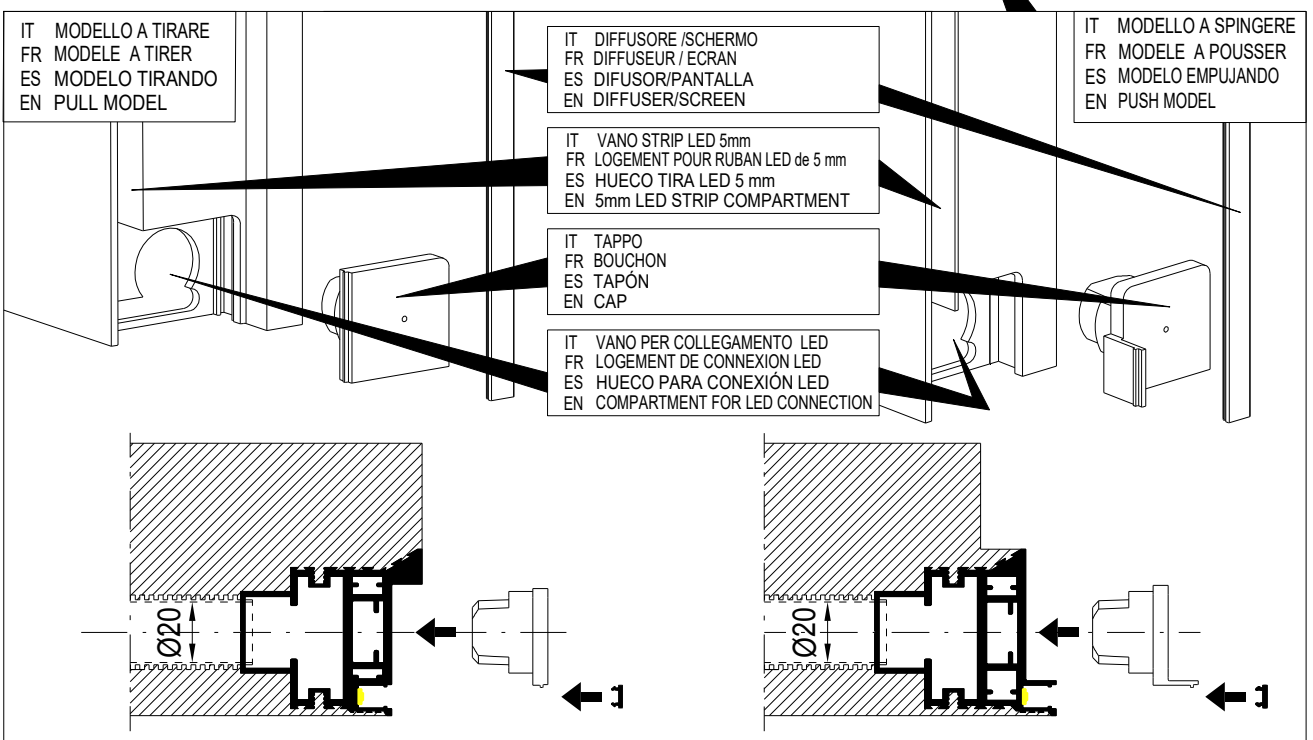 IT MODELLO A TIRARE
FR MODELE A TIRER
ES MODELO TIRANDO
EN PULL MODEL
IT DIFFUSORE /SCHERMO
FR DIFFUSEUR / ECRAN
ES DIFUSOR/PANTALLA
EN DIFFUSER/SCREEN
IT MODELLO A SPINGERE
FR MODELE A POUSSER
ES MODELO EMPUJANDO
EN PUSH MODEL
IT VANO STRIP LED 5mm
FR LOGEMENT POUR RUBAN LED de 5 mm
ES HUECO TIRA LED 5 mm
EN 5mm LED STRIP COMPARTMENT
IT TAPPO
FR BOUCHON
ES TAPÓN
EN CAP
IT VANO PER COLLEGAMENTO LED
FR LOGEMENT DE CONNEXION LED
ES HUECO PARA CONEXIÓN LED
EN COMPARTMENT FOR LED CONNECTION
Ø20
Ø20